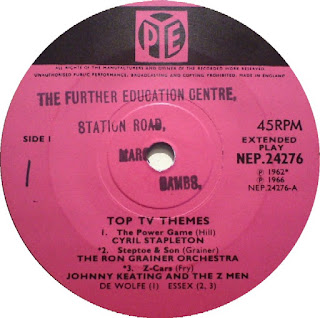 PYE
ALL RIGHTS OF THE MANUFACTURERS AND OWNER OF THE RECORDED WORK RESERVED.
UNAUTHORISED PUBLIC PERFORMANCE, BROADCASTING AND COPYING PROHIBITED. MADE IN ENGLAND
THE FURTHER EDUCATION CENTRE,
SIDE 1
STATION ROAD,
45RPM
EXTENDED
PLAY
NEP.24276
1
CAMBS.
℗ 1962*
℗ 1966
NEP.24276-A
TOP TV THEMES
1. The Power Game (Hill)
CYRIL STAPLETON
*2. Steptoe & Son (Grainer)
THE RON GRAINER ORCHESTRA
*3. Z-Cars (Fry)
JOHNNY KEATING AND THE Z MEN
DE WOLFE (1) ESSEX (2, 3)